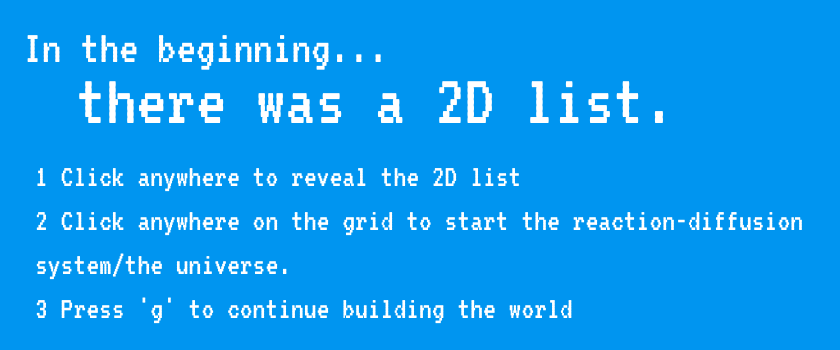 In the beginning...
there was a 2D list.
1 Click anywhere to reveal the 2D list
2 Click anywhere on the grid to start the reaction-diffusion
system/the universe.
3 Press 'g' to continue building the world